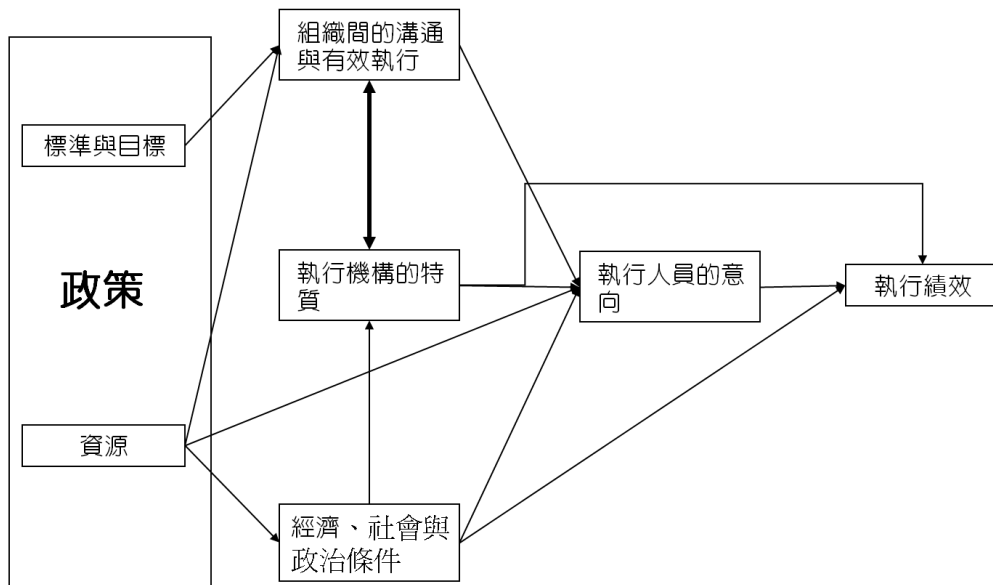 組織間的溝通
與有效執行
標準與目標
政策
執行機構的特
質
執行人員的意
向
執行績效
資源
經濟、社會與
政治條件